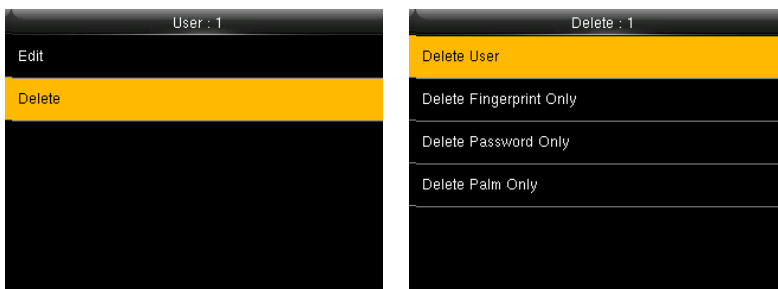 User : 1
Edit
Delete
Delete : 1
Delete User
Delete Fingerprint Only
Delete Password Only
Delete Palm Only